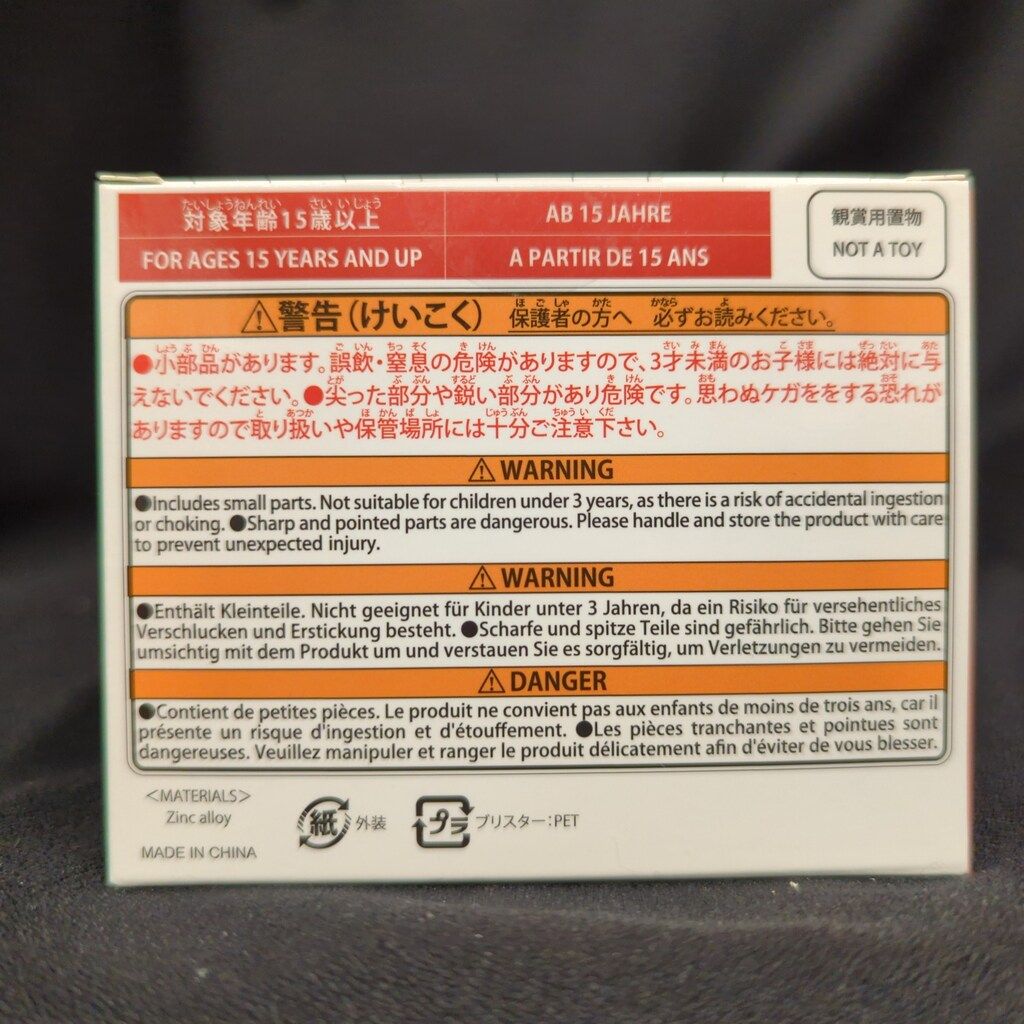 対象年齢15歳以上
AB 15 JAHRE
FOR AGES 15 YEARS AND UP
A PARTIR DE 15 ANS
観賞用置物
NOT A TOY
⚠警告(けいこく) 保護者の方へ 必ずお読みください。
●小部品があります。誤飲・窒息の危険がありますので、3才未満のお子様には絶対に与
えないでください。●尖った部分や鋭い部分があり危険です。思わぬケガををする恐れが
ありますので取り扱いや保管場所には十分ご注意下さい。
⚠ WARNING
●Includes small parts. Not suitable for children under 3 years, as there is a risk of accidental ingestion
or choking. ●Sharp and pointed parts are dangerous. Please handle and store the product with care
to prevent unexpected injury.
⚠ WARNING
●Enthält Kleinteile. Nicht geeignet für Kinder unter 3 Jahren, da ein Risiko für versehentliches
Verschlucken und Erstickung besteht. ●Scharfe und spitze Teile sind gefährlich. Bitte gehen Sie
umsichtig mit dem Produkt um und verstauen Sie es sorgfältig, um Verletzungen zu vermeiden.
⚠ DANGER
●Contient de petites pièces. Le produit ne convient pas aux enfants de moins de trois ans, car il
présente un risque d'ingestion et d'étouffement. ●Les pièces tranchantes et pointues sont
dangereuses. Veuillez manipuler et ranger le produit délicatement afin d'éviter de vous blesser.
<MATERIALS>
Zinc alloy
MADE IN CHINA
紙 外装
プラ ブリスター:PET